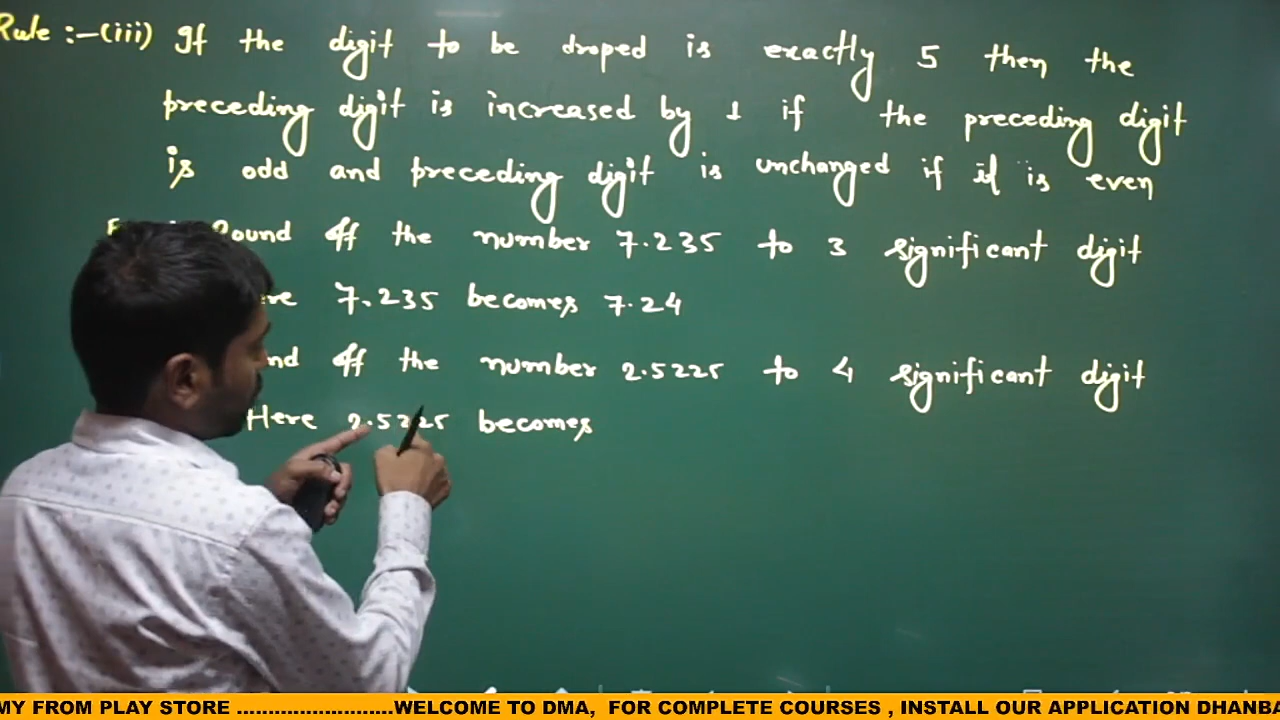 Rule :-(iii) If the digit to be droped is exactly 5 then the
preceding digit is increased by 1 if the preceding digit
is odd and preceding digit is unchanged if it is even
Round off the number 7.235 to 3 significant digit
7.235 becomes 7.24
off the number 2.5225 to 4 significant digit
Here 2.5225 becomes
MY FROM PLAY STORE ..........................WELCOME TO DMA, FOR COMPLETE COURSES , INSTALL OUR APPLICATION DHANBA